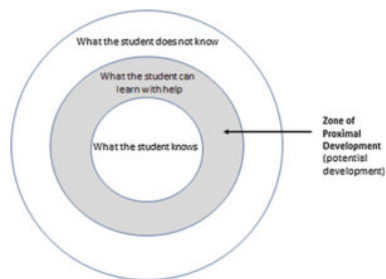 What the student does not know
What the student can
learn with help
What the student knows
Zone of
Proximal
Development
(potential
development)